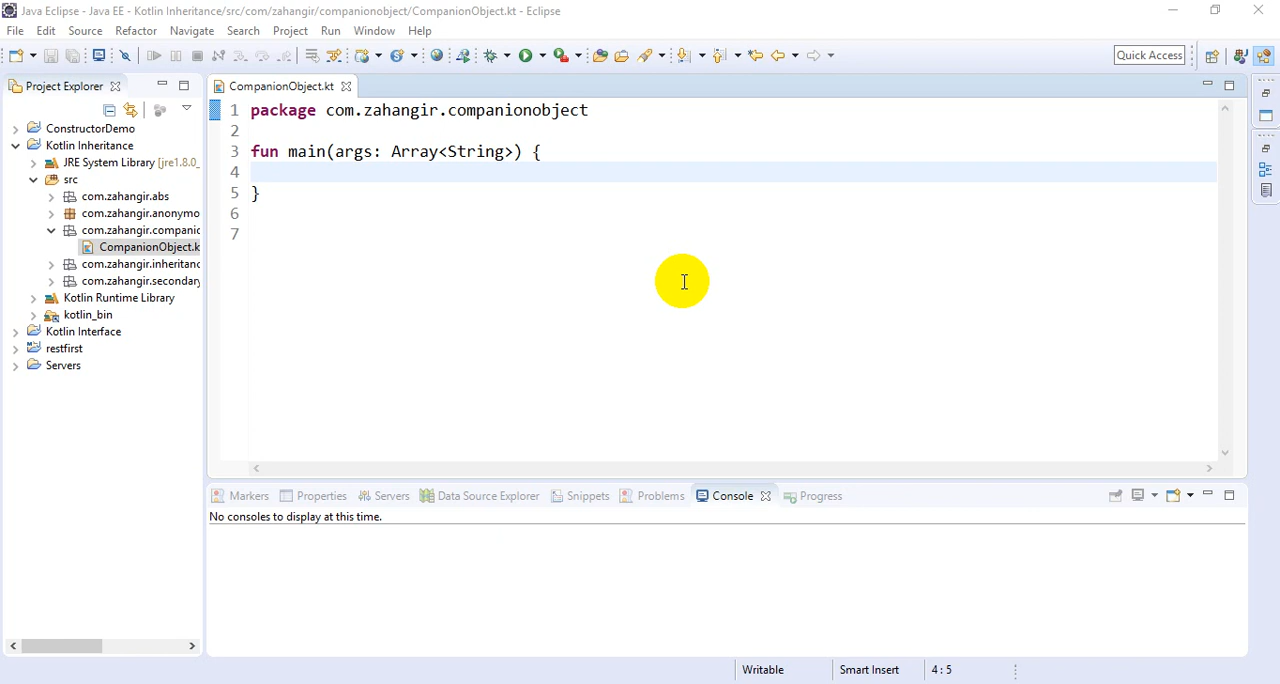 Java Eclipse - Java EE - Kotlin Inheritance/src/com/zahangir/companionobject/CompanionObject.kt - Eclipse
File Edit Source Refactor Navigate Search Project Run Window Help
Quick Access
Project Explorer
ConstructorDemo
Kotlin Inheritance
JRE System Library [jre1.8.0_
src
com.zahangir.abs
com.zahangir.anonymo
com.zahangir.companio
CompanionObject.k
com.zahangir.inheritanc
com.zahangir.secondary
Kotlin Runtime Library
kotlin_bin
Kotlin Interface
restfirst
Servers
CompanionObject.kt
1 package com.zahangir.companionobject
2
3 fun main(args: Array<String>) {
4
5 }
6
7
Markers Properties Servers Data Source Explorer Snippets Problems Console Progress
No consoles to display at this time.
Writable Smart Insert 4 : 5